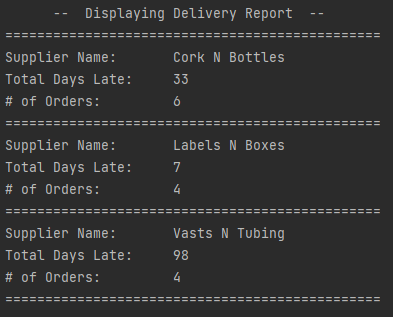 --  Displaying Delivery Report  --
===============================================
Supplier Name:       Cork N Bottles
Total Days Late:     33
# of Orders:         6
===============================================
Supplier Name:       Labels N Boxes
Total Days Late:     7
# of Orders:         4
===============================================
Supplier Name:       Vasts N Tubing
Total Days Late:     98
# of Orders:         4
===============================================